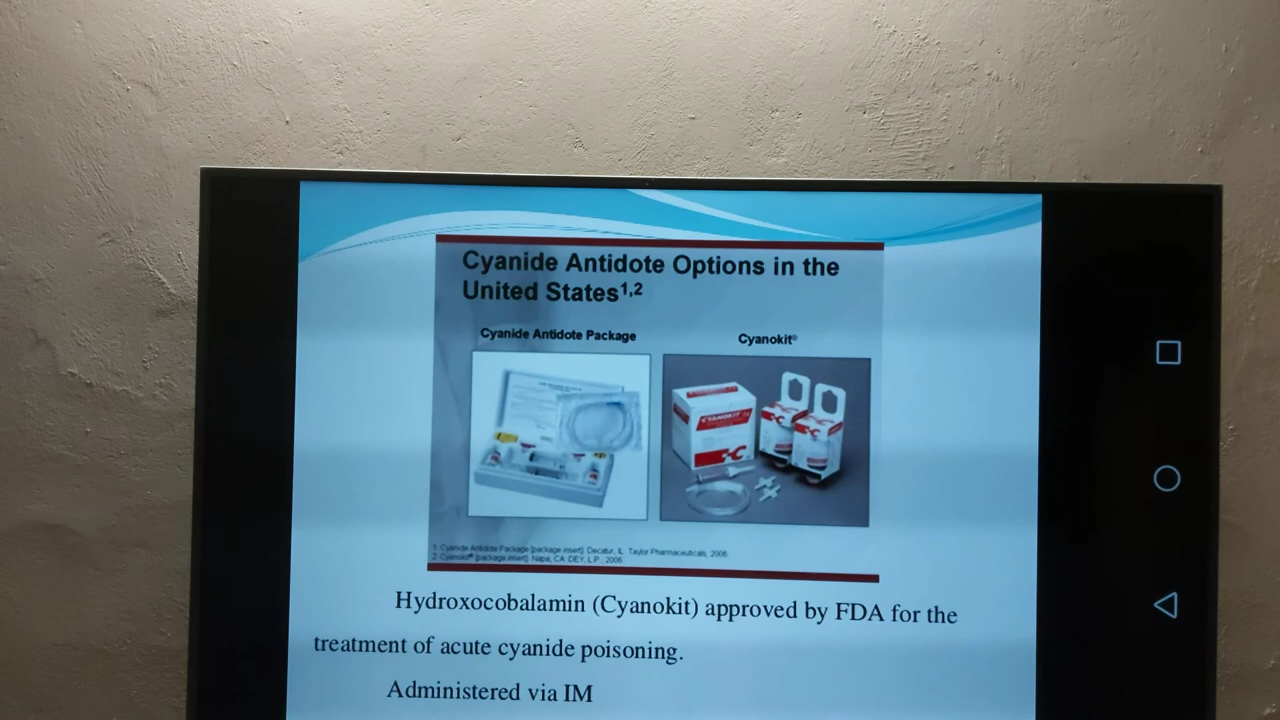 Cyanide Antidote Options in the
United States1,2
Cyanide Antidote Package
Cyanokit®
CYANOKIT
1. Cyanide Antidote Package [package insert]. Decatur, IL: Taylor Pharmaceuticals; 2006
2. Cyanokit® [package insert]. Napa, CA: DEY, L.P.; 2006
Hydroxocobalamin (Cyanokit) approved by FDA for the
treatment of acute cyanide poisoning.
Administered via IM